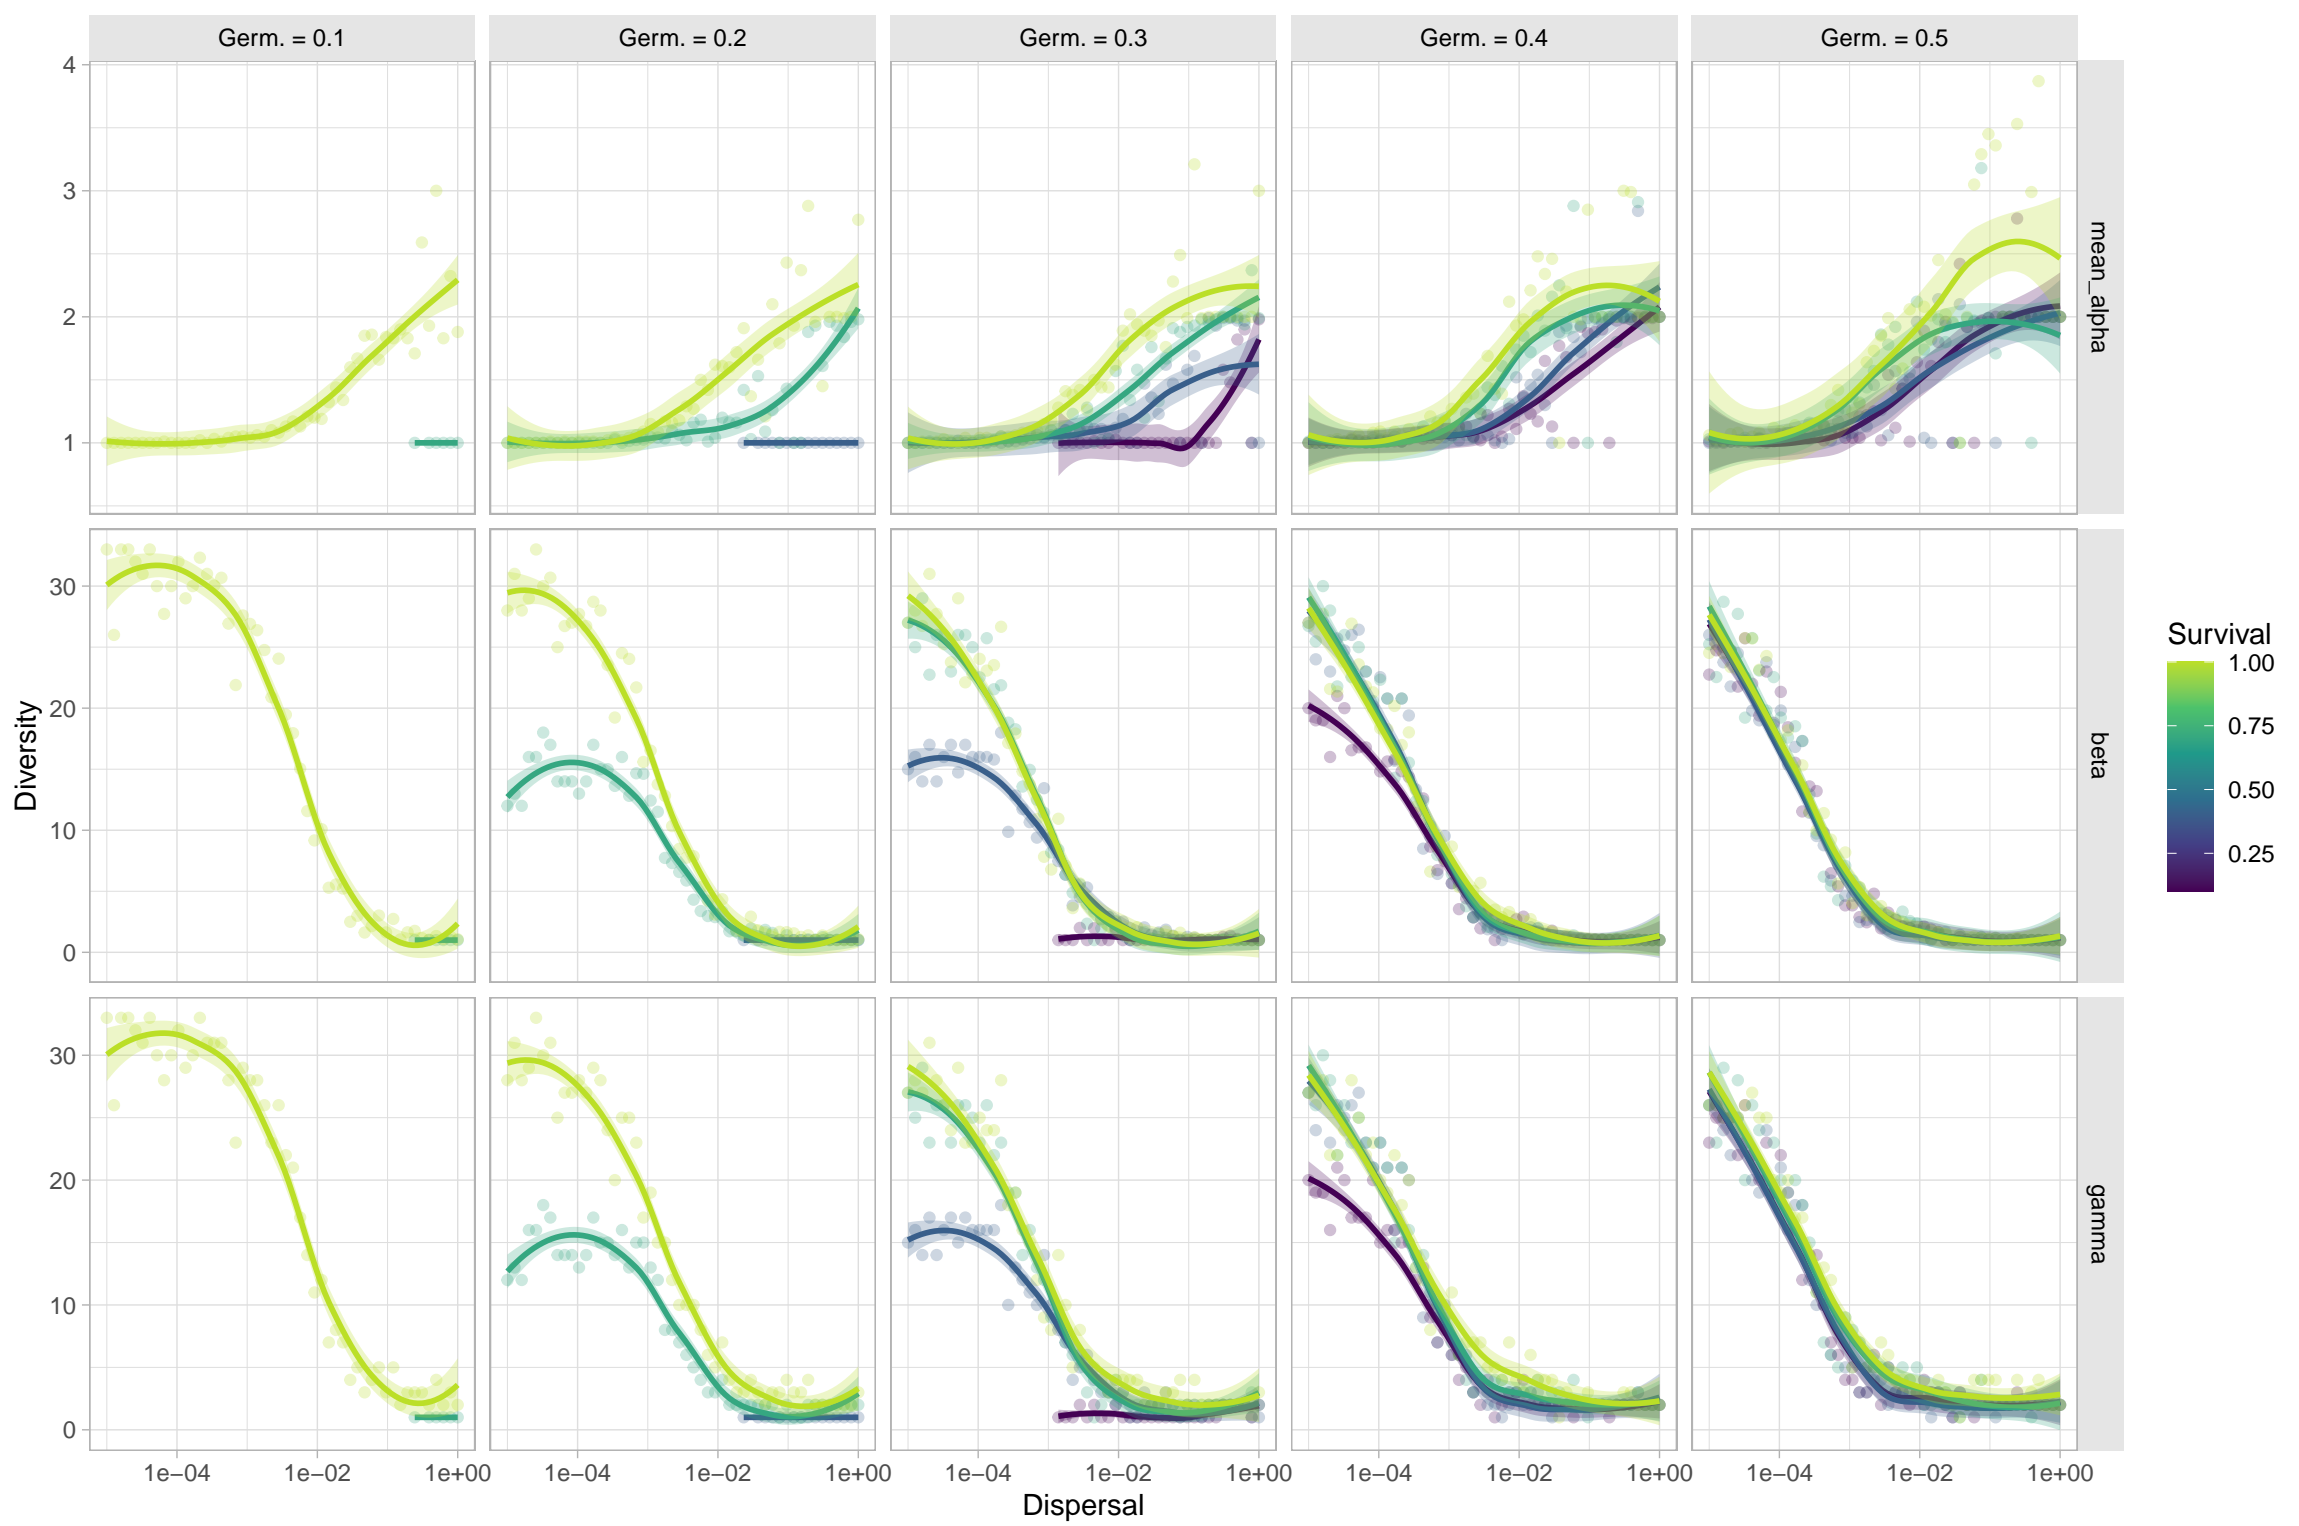 Germ. = 0.1
Germ. = 0.2
Germ. = 0.3
Germ. = 0.4
Germ. = 0.5
4
3
2
1
mean_alpha
30
20
10
0
beta
30
20
10
0
gamma
Diversity
1e−04
1e−02
1e+00
1e−04
1e−02
1e+00
1e−04
1e−02
1e+00
1e−04
1e−02
1e+00
1e−04
1e−02
1e+00
Dispersal
Survival
1.00
0.75
0.50
0.25